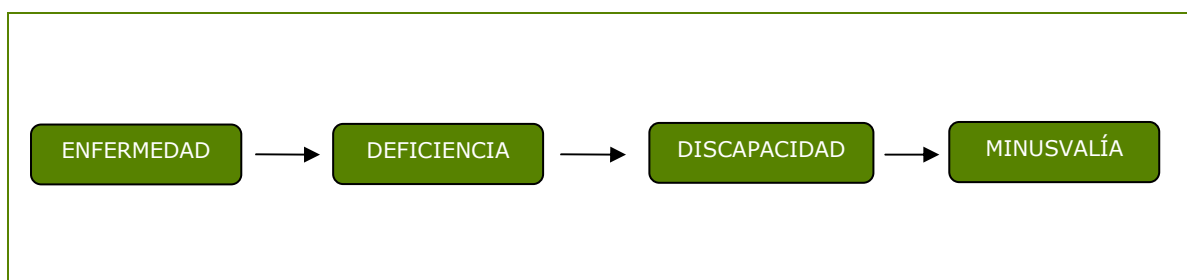 ENFERMEDAD
DEFICIENCIA
DISCAPACIDAD
MINUSVALÍA